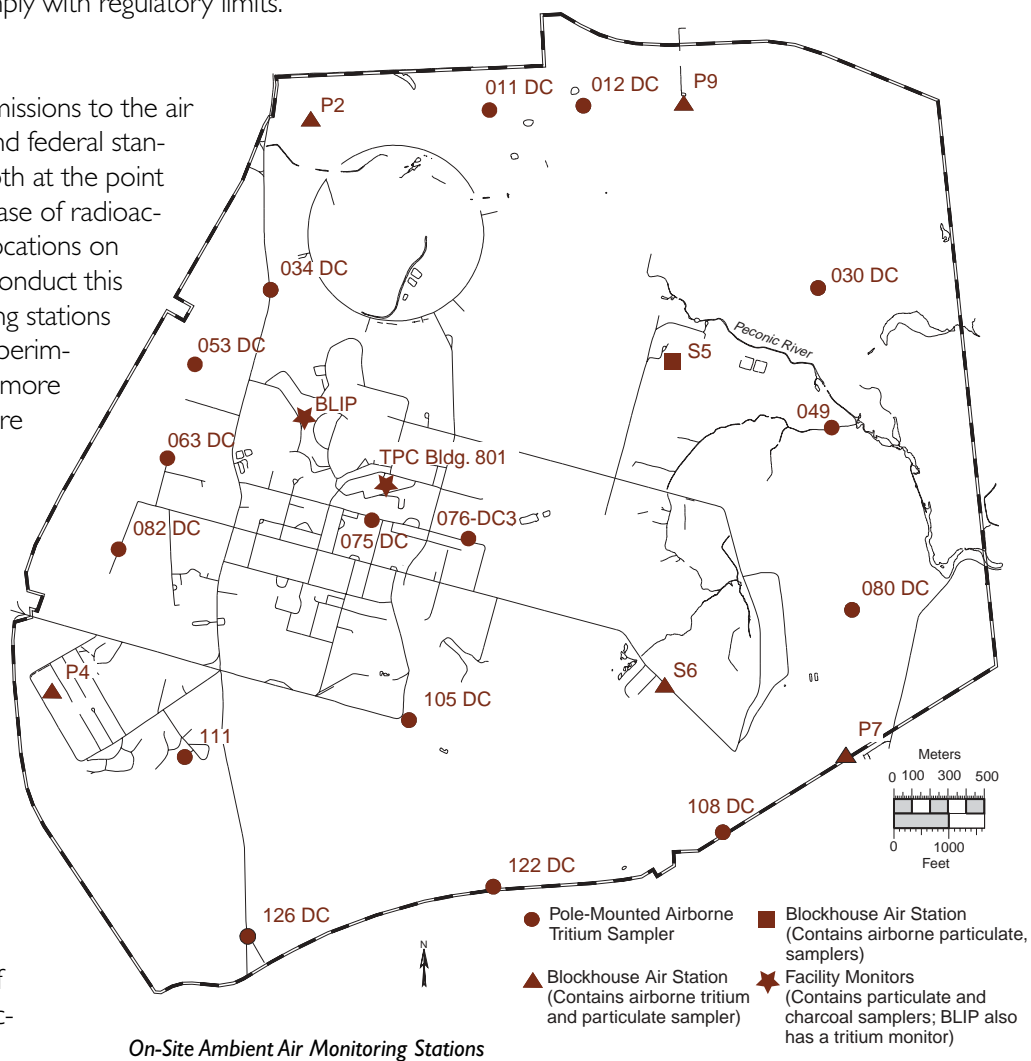 mply with regulatory limits.
missions to the air
nd federal stan-
oth at the point
ase of radioac-
ocations on
onduct this
ng stations
perim-
more
re
f
c-
011 DC
012 DC
P9
P2
034 DC
030 DC
Peconic River
053 DC
S5
BLIP
049
063 DC
TPC Bldg. 801
076-DC3
075 DC
082 DC
080 DC
P4
S6
105 DC
111
P7
Meters
0 100 300 500
0 1000
Feet
108 DC
122 DC
126 DC
N
Pole-Mounted Airborne
Tritium Sampler
Blockhouse Air Station
(Contains airborne tritium
and particulate sampler)
Blockhouse Air Station
(Contains airborne particulate,
samplers)
Facility Monitors
(Contains particulate and
charcoal samplers; BLIP also
has a tritium monitor)
On-Site Ambient Air Monitoring Stations